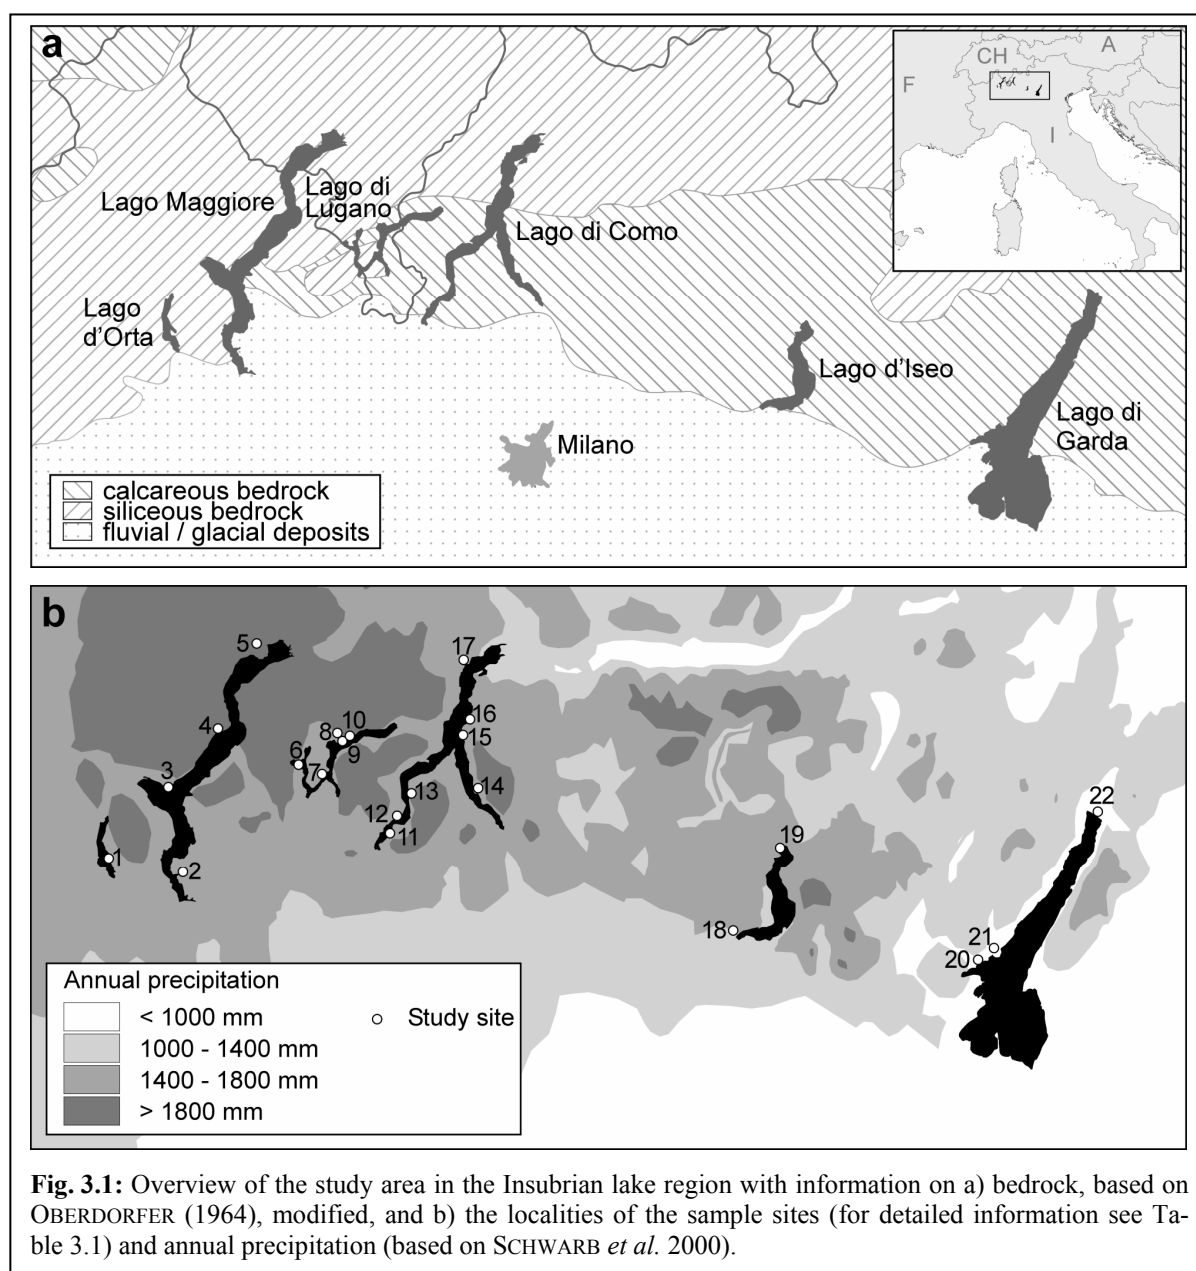 a
CH
A
F
I
Lago Maggiore
Lago di
Lugano
Lago di Como
Lago
d'Orta
Lago d'Iseo
Lago di
Garda
Milano
calcareous bedrock
siliceous bedrock
fluvial / glacial deposits
b
5
17
4
16
8
10
15
9
6
7
3
14
13
12
22
11
19
1
2
18
21
20
Annual precipitation
< 1000 mm
Study site
1000 - 1400 mm
1400 - 1800 mm
> 1800 mm
Fig. 3.1: Overview of the study area in the Insubrian lake region with information on a) bedrock, based on
OBERDORFER (1964), modified, and b) the localities of the sample sites (for detailed information see Ta-
ble 3.1) and annual precipitation (based on SCHWARB et al. 2000).